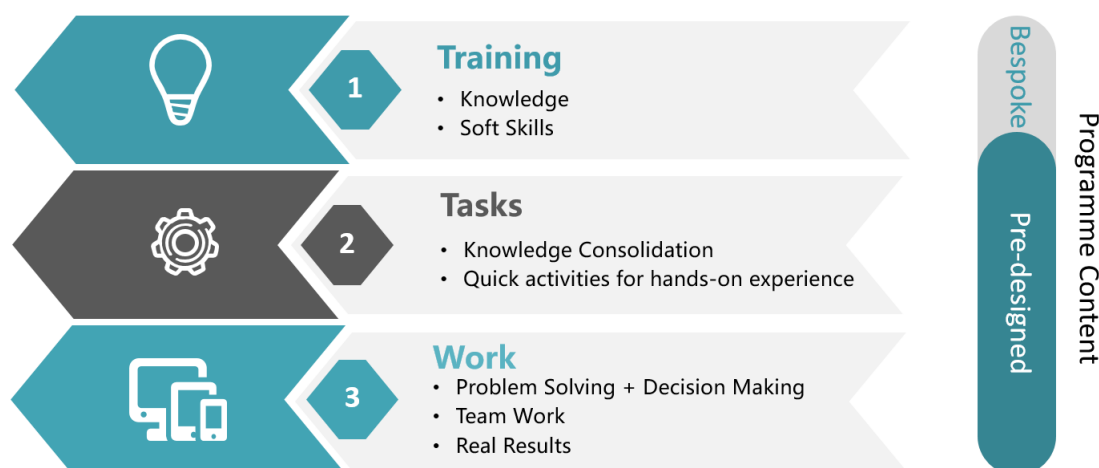 1
Training
• Knowledge
• Soft Skills
2
Tasks
• Knowledge Consolidation
• Quick activities for hands-on experience
3
Work
• Problem Solving + Decision Making
• Team Work
• Real Results
Bespoke
Pre-designed
Programme Content